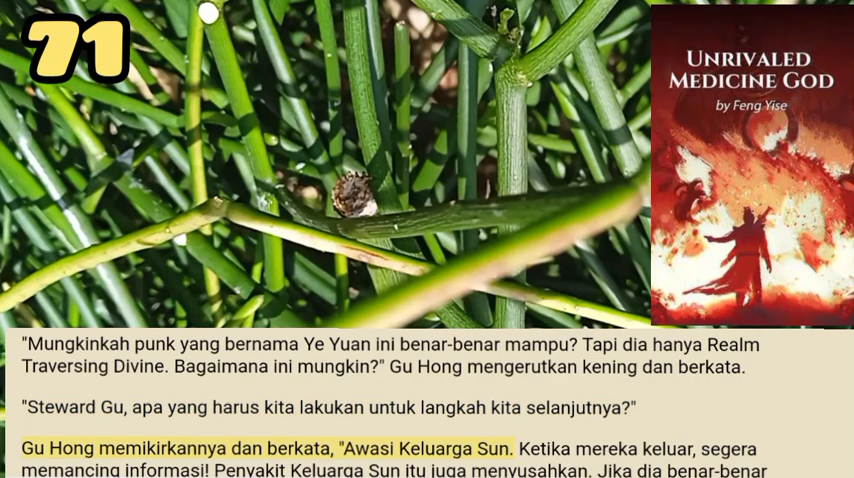 71
UNRIVALED
MEDICINE GOD
by Feng Yise
"Mungkinkah punk yang bernama Ye Yuan ini benar-benar mampu? Tapi dia hanya Realm
Traversing Divine. Bagaimana ini mungkin?" Gu Hong mengerutkan kening dan berkata.
"Steward Gu, apa yang harus kita lakukan untuk langkah kita selanjutnya?"
Gu Hong memikirkannya dan berkata, "Awasi Keluarga Sun. Ketika mereka keluar, segera
memancing informasi! Penyakit Keluarga Sun itu juga menyusahkan. Jika dia benar-benar